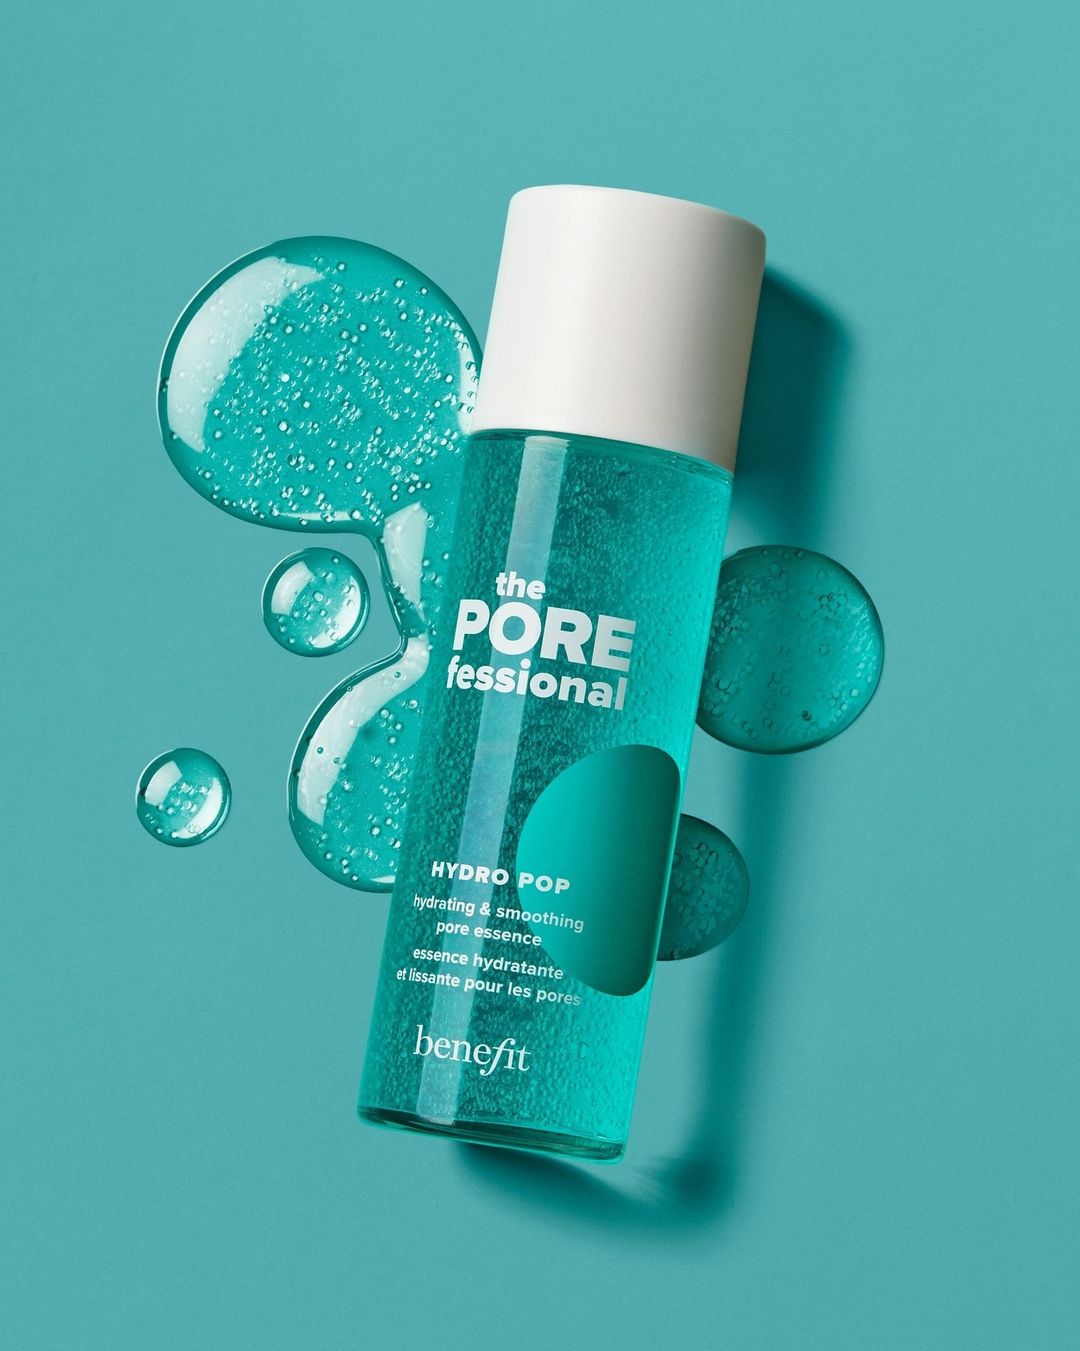 the
PORE
fessional
HYDRO POP
hydrating & smoothing
pore essence
essence hydratante
et lissante pour les pores
benefit